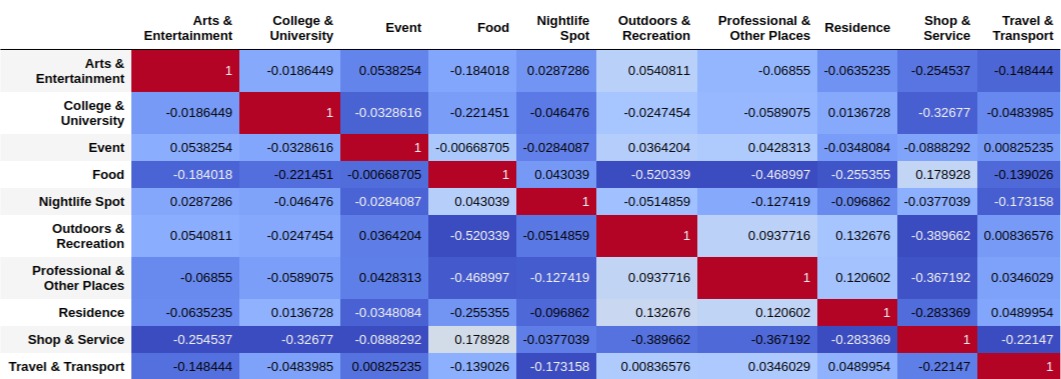 Arts & Entertainment College & University Event Food Nightlife Spot Outdoors & Recreation Professional & Other Places Residence Shop & Service Travel & Transport
Arts & Entertainment 1 -0.0186449 0.0538254 -0.184018 0.0287286 0.0540811 -0.06855 -0.0635235 -0.254537 -0.148444
College & University -0.0186449 1 -0.0328616 -0.221451 -0.046476 -0.0247454 -0.0589075 0.0136728 -0.32677 -0.0483985
Event 0.0538254 -0.0328616 1 -0.00668705 -0.0284087 0.0364204 0.0428313 -0.0348084 -0.0888292 0.00825235
Food -0.184018 -0.221451 -0.00668705 1 0.043039 -0.520339 -0.468997 -0.255355 0.178928 -0.139026
Nightlife Spot 0.0287286 -0.046476 -0.0284087 0.043039 1 -0.0514859 -0.127419 -0.096862 -0.0377039 -0.173158
Outdoors & Recreation 0.0540811 -0.0247454 0.0364204 -0.520339 -0.0514859 1 0.0937716 0.132676 -0.389662 0.00836576
Professional & Other Places -0.06855 -0.0589075 0.0428313 -0.468997 -0.127419 0.0937716 1 0.120602 -0.367192 0.0346029
Residence -0.0635235 0.0136728 -0.0348084 -0.255355 -0.096862 0.132676 0.120602 1 -0.283369 0.0489954
Shop & Service -0.254537 -0.32677 -0.0888292 0.178928 -0.0377039 -0.389662 -0.367192 -0.283369 1 -0.22147
Travel & Transport -0.148444 -0.0483985 0.00825235 -0.139026 -0.173158 0.00836576 0.0346029 0.0489954 -0.22147 1